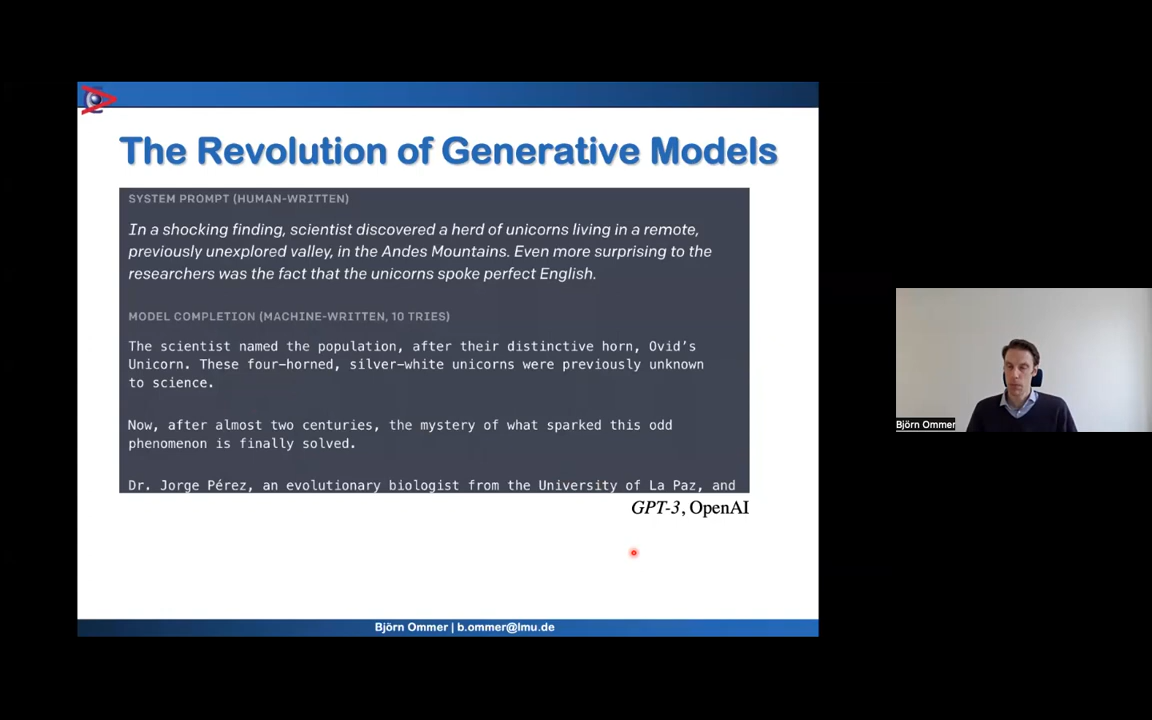 The Revolution of Generative Models
SYSTEM PROMPT (HUMAN-WRITTEN)
In a shocking finding, scientist discovered a herd of unicorns living in a remote,
previously unexplored valley, in the Andes Mountains. Even more surprising to the
researchers was the fact that the unicorns spoke perfect English.
MODEL COMPLETION (MACHINE-WRITTEN, 10 TRIES)
The scientist named the population, after their distinctive horn, Ovid's
Unicorn. These four-horned, silver-white unicorns were previously unknown
to science.
Now, after almost two centuries, the mystery of what sparked this odd
phenomenon is finally solved.
Dr. Jorge Pérez, an evolutionary biologist from the University of La Paz, and
GPT-3, OpenAI
Björn Ommer | b.ommer@lmu.de
Björn Ommer